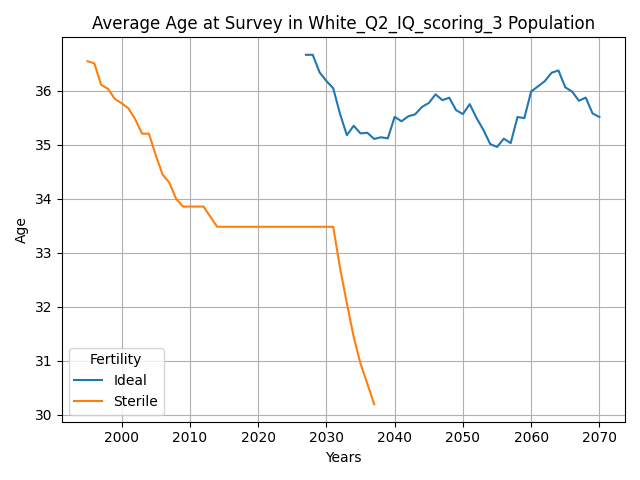 Average Age at Survey in White_Q2_IQ_scoring_3 Population
36
35
34
33
32
31
30
Age
Fertility
Ideal
Sterile
2000 2010 2020 2030 2040 2050 2060 2070
Years